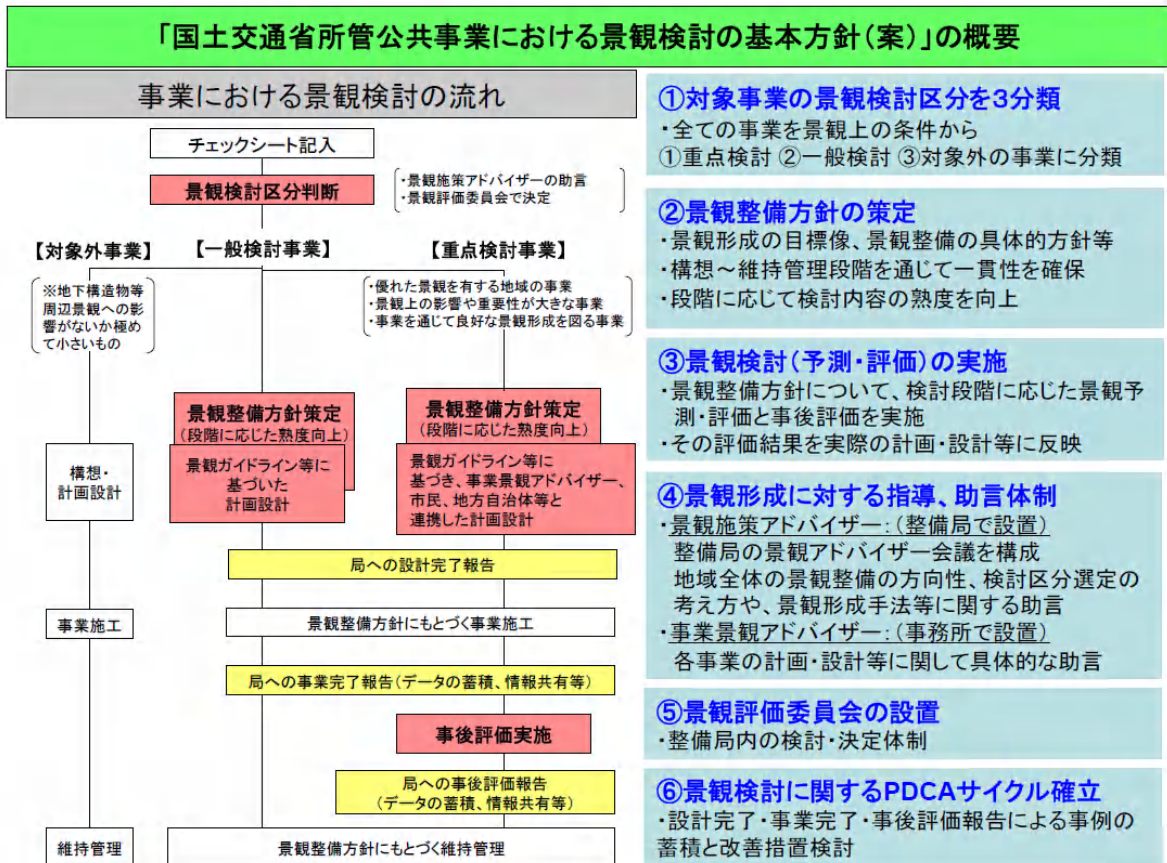 「国土交通省所管公共事業における景観検討の基本方針(案)」の概要
事業における景観検討の流れ
チェックシート記入
景観検討区分判断
・景観施策アドバイザーの助言
・景観評価委員会で決定
【対象外事業】
【一般検討事業】
【重点検討事業】
※地下構造物等
周辺景観への影
響がないか極め
て小さいもの
・優れた景観を有する地域の事業
・景観上の影響や重要性が大きな事業
・事業を通じて良好な景観形成を図る事業
景観整備方針策定
(段階に応じた熟度向上)
景観整備方針策定
(段階に応じた熟度向上)
構想・
計画設計
景観ガイドライン等に
基づいた
計画設計
景観ガイドライン等に
基づき、事業景観アドバイザー、
市民、地方自治体等と
連携した計画設計
局への設計完了報告
事業施工
景観整備方針にもとづく事業施工
局への事業完了報告(データの蓄積、情報共有等)
事後評価実施
局への事後評価報告
(データの蓄積、情報共有等)
維持管理
景観整備方針にもとづく維持管理
①対象事業の景観検討区分を3分類
・全ての事業を景観上の条件から
①重点検討 ②一般検討 ③対象外の事業に分類
②景観整備方針の策定
・景観形成の目標像、景観整備の具体的方針等
・構想～維持管理段階を通じて一貫性を確保
・段階に応じて検討内容の熟度を向上
③景観検討(予測・評価)の実施
・景観整備方針について、検討段階に応じた景観予
測・評価と事後評価を実施
・その評価結果を実際の計画・設計等に反映
④景観形成に対する指導、助言体制
・景観施策アドバイザー:(整備局で設置)
整備局の景観アドバイザー会議を構成
地域全体の景観整備の方向性、検討区分選定の
考え方や、景観形成手法等に関する助言
・事業景観アドバイザー:(事務所で設置)
各事業の計画・設計等に関して具体的な助言
⑤景観評価委員会の設置
・整備局内の検討・決定体制
⑥景観検討に関するPDCAサイクル確立
・設計完了・事業完了・事後評価報告による事例の
蓄積と改善措置検討